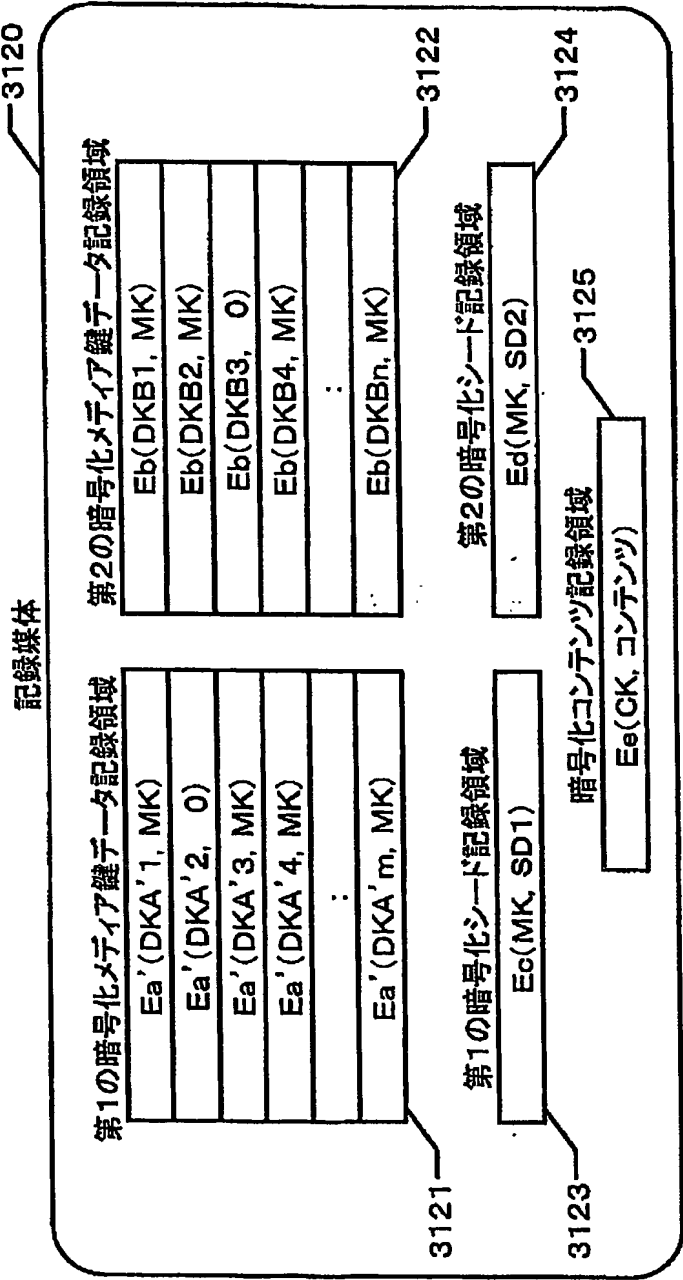 記録媒体
3120
第1の暗号化メディア鍵データ記録領域
Ea'(DKA'1, MK)
Ea'(DKA'2, 0)
Ea'(DKA'3, MK)
Ea'(DKA'4, MK)
:
Ea'(DKA'm, MK)
3121
第2の暗号化メディア鍵データ記録領域
Eb(DKB1, MK)
Eb(DKB2, MK)
Eb(DKB3, 0)
Eb(DKB4, MK)
:
Eb(DKBn, MK)
3122
第1の暗号化シード記録領域
Ec(MK, SD1)
3123
第2の暗号化シード記録領域
Ed(MK, SD2)
3124
暗号化コンテンツ記録領域
Ee(CK, コンテンツ)
3125